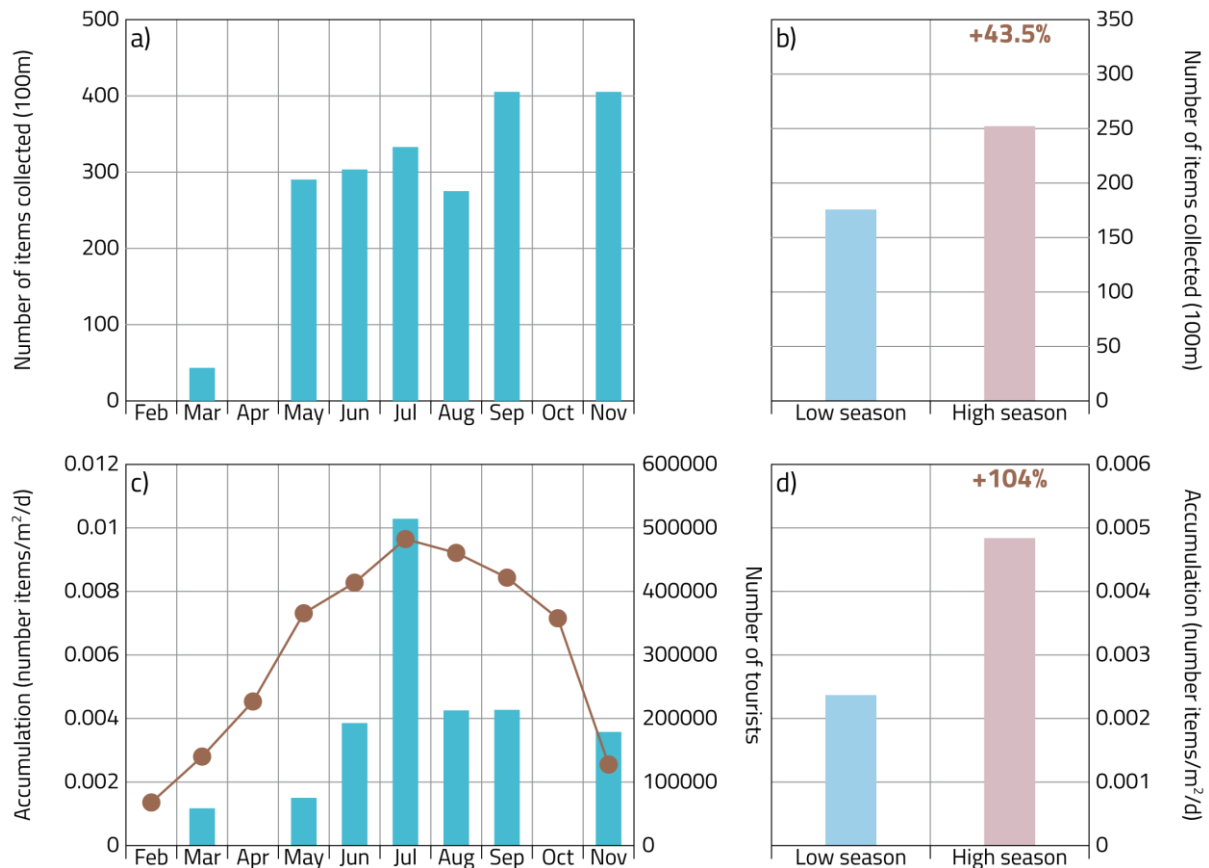 a)
Number of items collected (100m)
500
400
300
200
100
0
Feb Mar Apr May Jun Jul Aug Sep Oct Nov
b)
+43.5%
350
300
250
200
150
100
50
0
Number of items collected (100m)
Low season High season
c)
Accumulation (number items/m²/d)
0.012
0.01
0.008
0.006
0.004
0.002
0
600000
500000
400000
300000
200000
100000
0
Number of tourists
Feb Mar Apr May Jun Jul Aug Sep Oct Nov
d)
+104%
0.006
0.005
0.004
0.003
0.002
0.001
0
Accumulation (number items/m²/d)
Low season High season